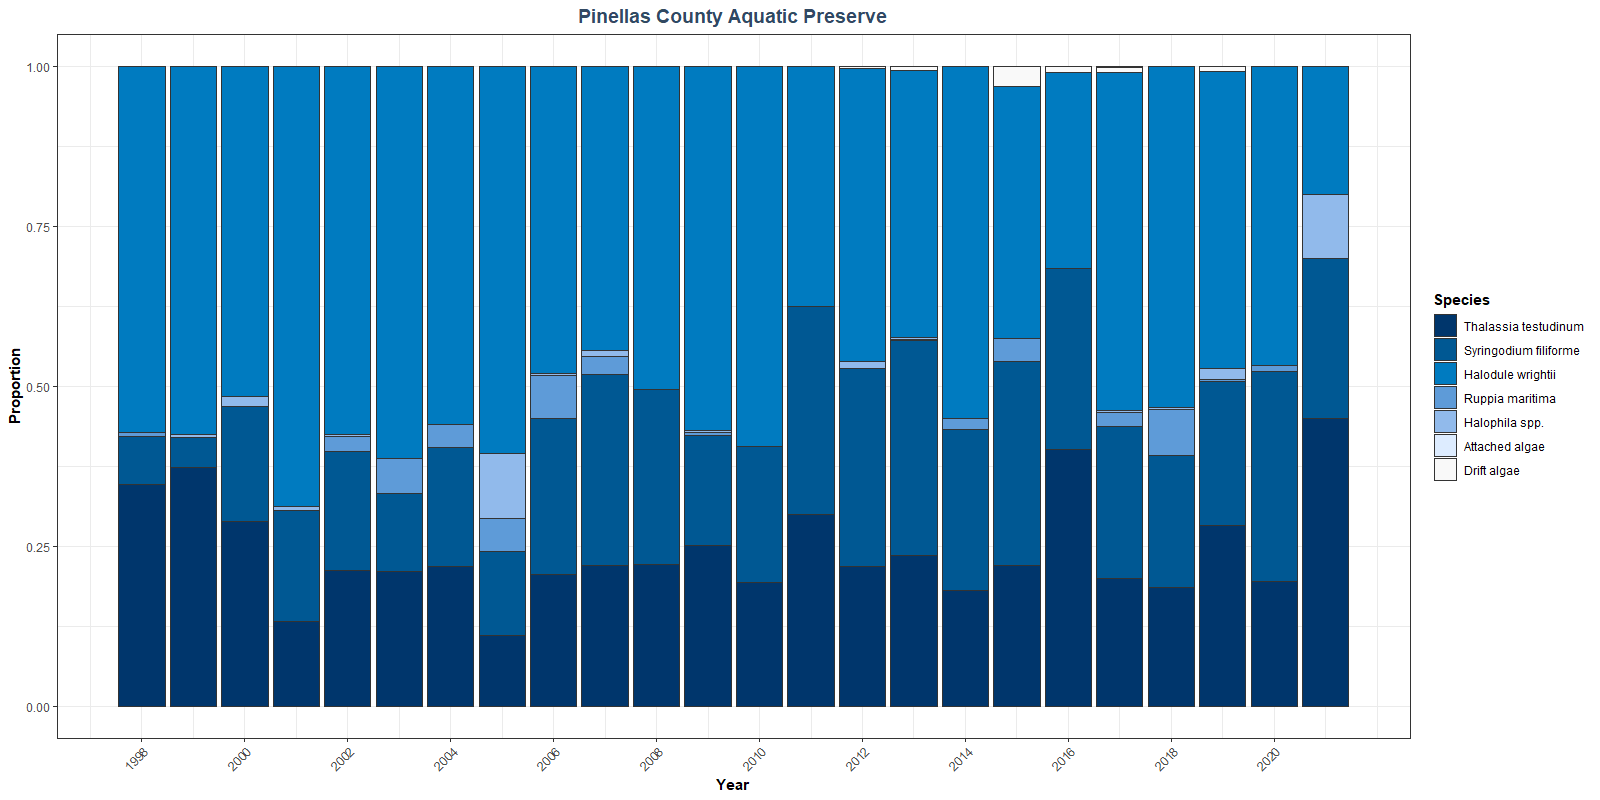 Pinellas County Aquatic Preserve
1.00
0.75
0.50
0.25
0.00
Proportion
1998
2000
2002
2004
2006
2008
2010
2012
2014
2016
2018
2020
Year
Species
Thalassia testudinum
Syringodium filiforme
Halodule wrightii
Ruppia maritima
Halophila spp.
Attached algae
Drift algae